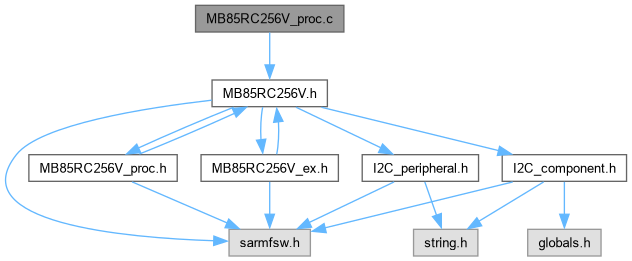 MB85RC256V_proc.c
MB85RC256V.h
MB85RC256V_proc.h
MB85RC256V_ex.h
I2C_peripheral.h
I2C_component.h
sarmfsw.h
string.h
globals.h